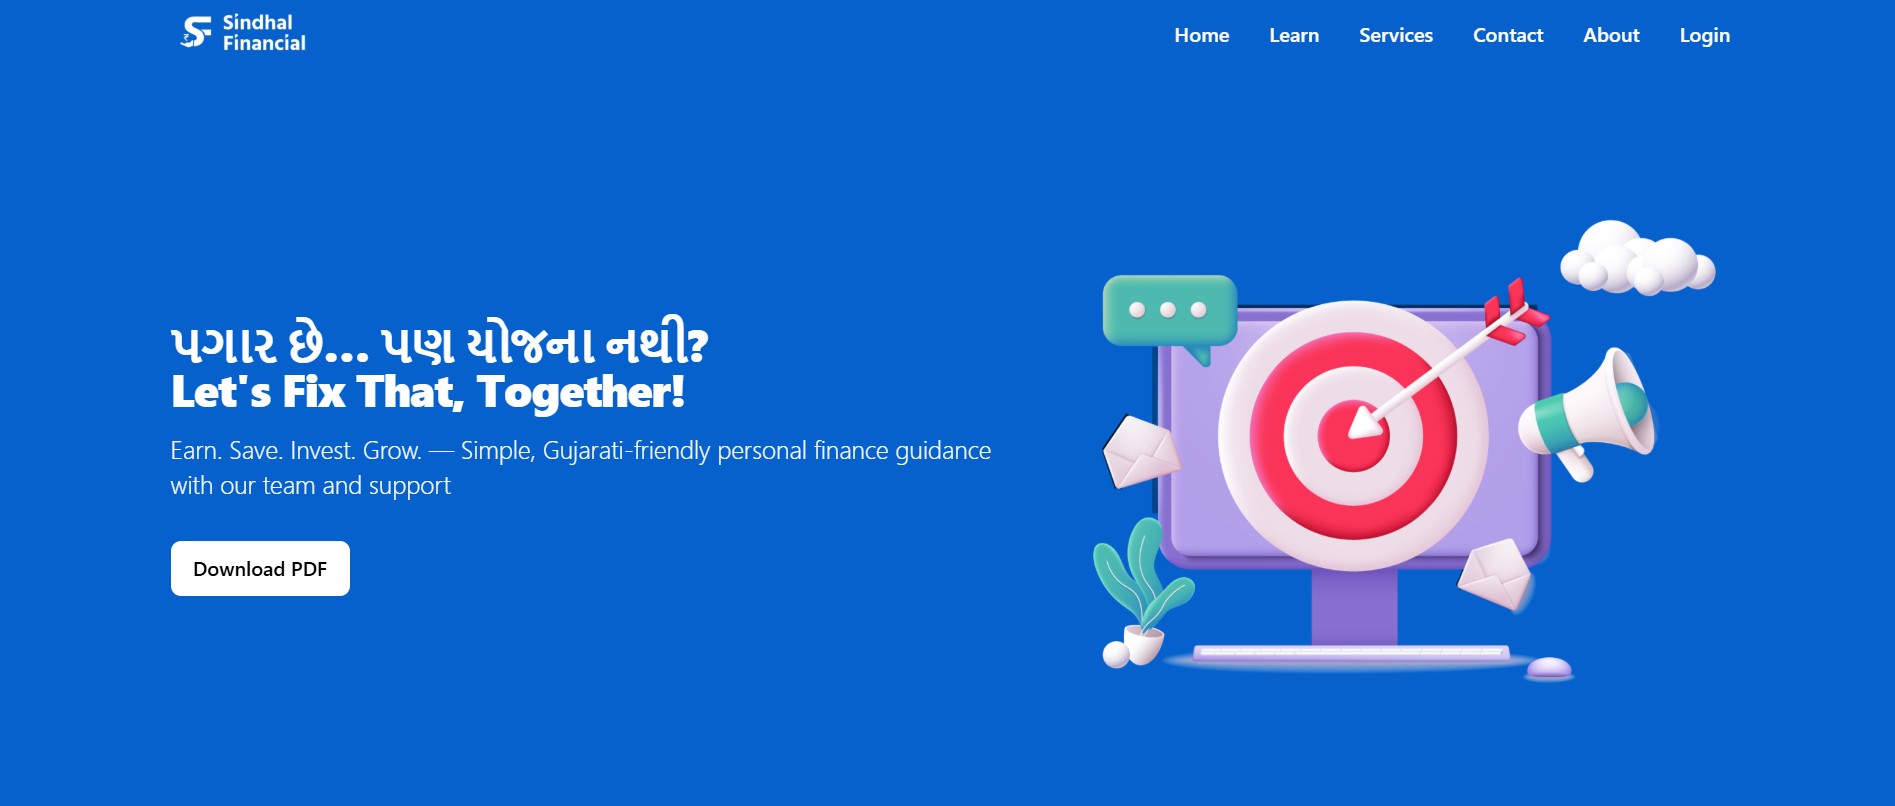 Sindhal
Financial
Home Learn Services Contact About Login
પગાર છે... પણ યોજના નથી?
Let's Fix That, Together!
Earn. Save. Invest. Grow. — Simple, Gujarati-friendly personal finance guidance
with our team and support
Download PDF